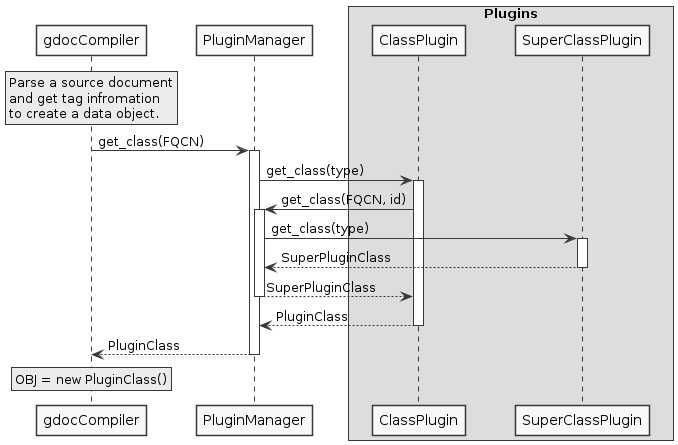 Plugins
gdocCompiler
PluginManager
ClassPlugin
SuperClassPlugin
Parse a source document
and get tag infromation
to create a data object.
get_class(FQCN)
get_class(type)
get_class(FQCN, id)
get_class(type)
SuperPluginClass
SuperPluginClass
PluginClass
PluginClass
OBJ = new PluginClass()
gdocCompiler
PluginManager
ClassPlugin
SuperClassPlugin